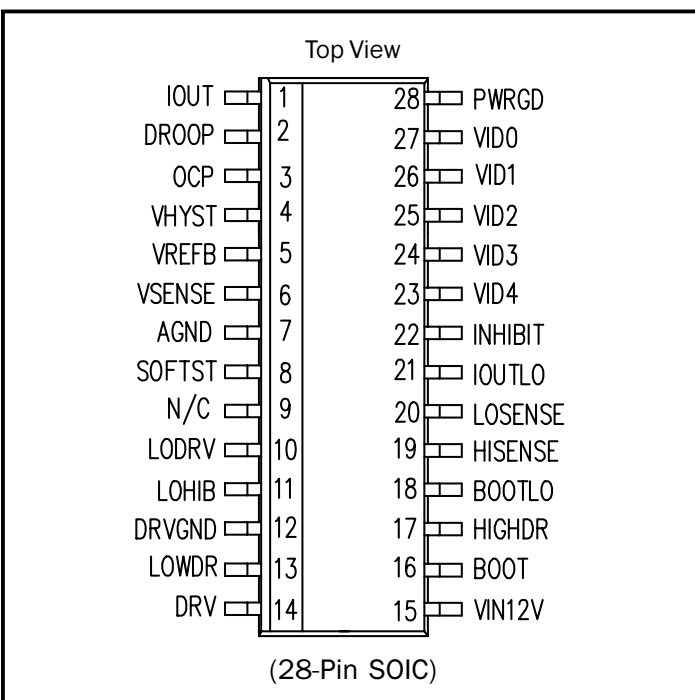 Top View
IOUT 1 28 PWRGD
DROOP 2 27 VID0
OCP 3 26 VID1
VHYST 4 25 VID2
VREFB 5 24 VID3
VSENSE 6 23 VID4
AGND 7 22 INHIBIT
SOFTST 8 21 IOUTLO
N/C 9 20 LOSENSE
LODRV 10 19 HISENSE
LOHIB 11 18 BOOTLO
DRVGND 12 17 HIGHDR
LOWDR 13 16 BOOT
DRV 14 15 VIN12V
(28-Pin SOIC)